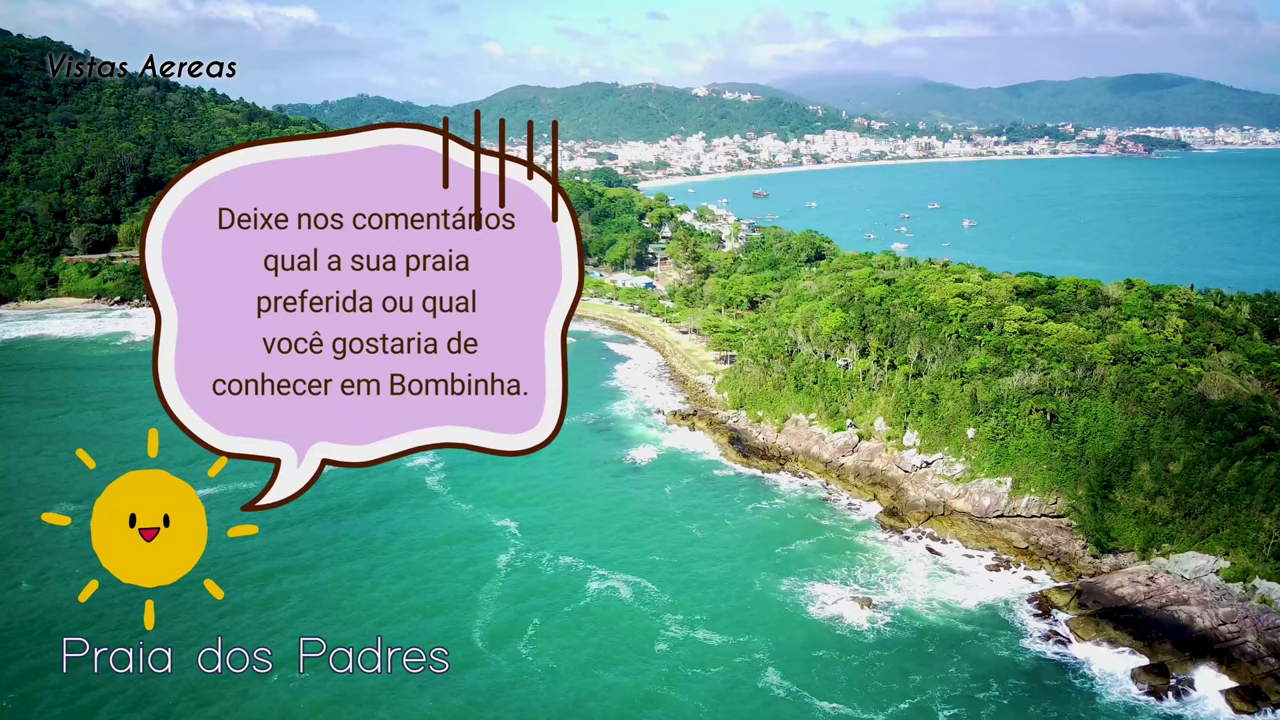 Vistas Aereas
Deixe nos comentários
qual a sua praia
preferida ou qual
você gostaria de
conhecer em Bombinha.
Praia dos Padres